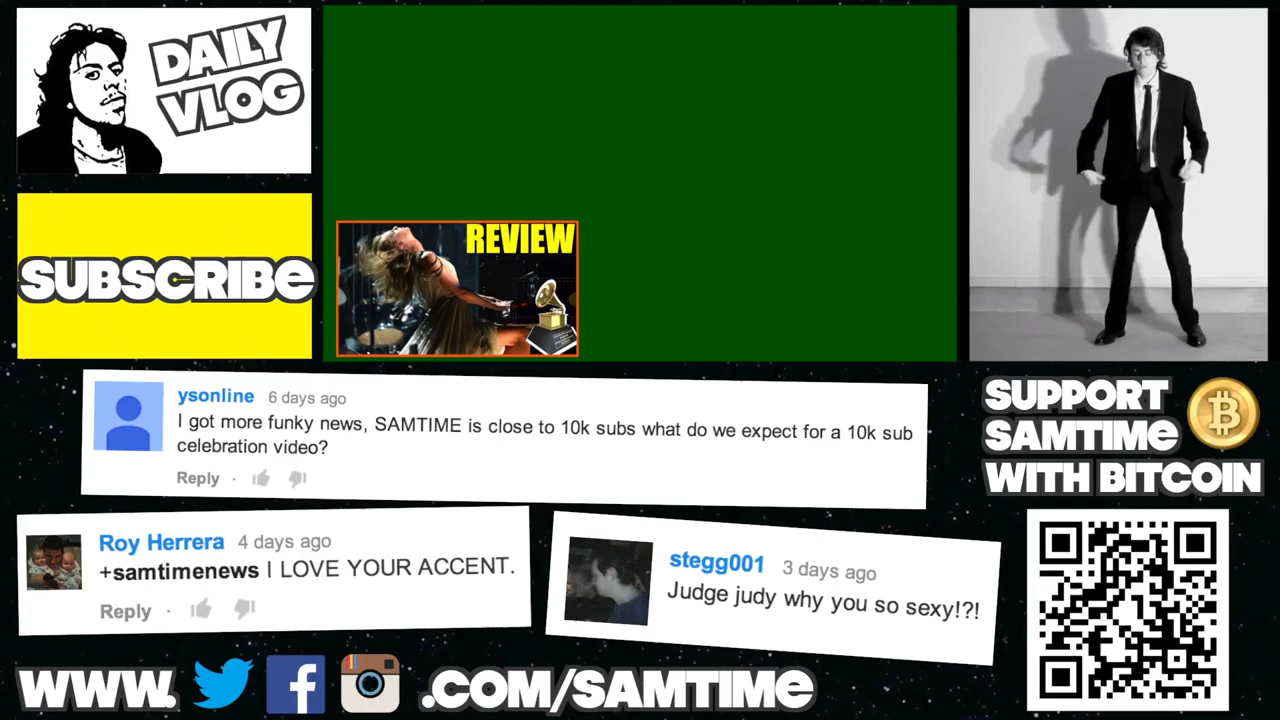 DAILY
VLOG
REVIEW
SUBSCRIBE
ysonline 6 days ago
I got more funky news, SAMTIME is close to 10k subs what do we expect for a 10k sub
celebration video?
Reply ·
SUPPORT
SAMTIME
WITH BITCOIN
Roy Herrera 4 days ago
+samtimenews I LOVE YOUR ACCENT.
Reply ·
stegg001 3 days ago
Judge judy why you so sexy!?!
WWW. .COM/SAMTIME